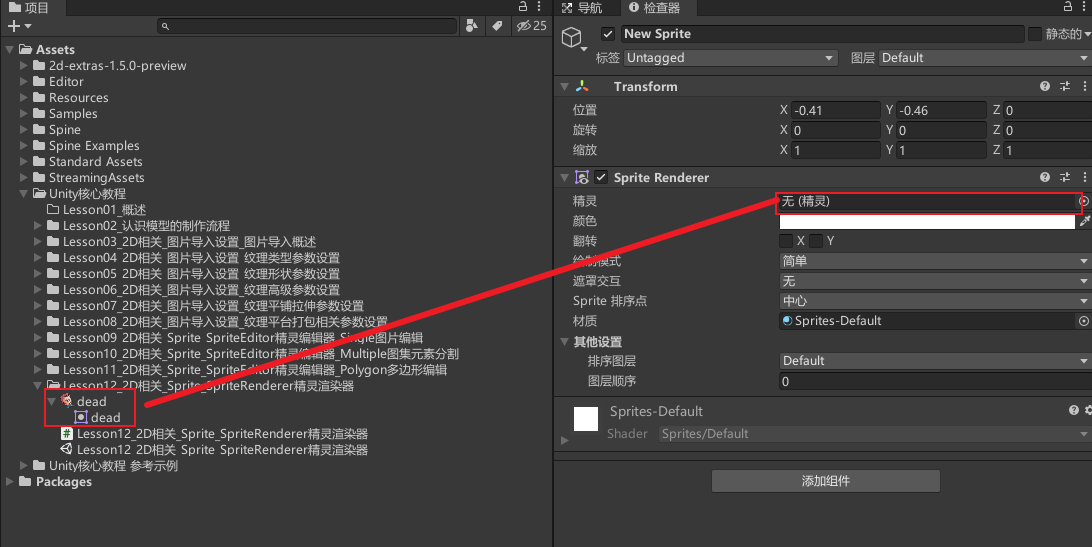 项目
25
Assets
2d-extras-1.5.0-preview
Editor
Resources
Samples
Spine
Spine Examples
Standard Assets
StreamingAssets
Unity核心教程
Lesson01_概述
Lesson02_认识模型的制作流程
Lesson03_2D相关_图片导入设置_图片导入概述
Lesson04_2D相关_图片导入设置_纹理类型参数设置
Lesson05_2D相关_图片导入设置_纹理形状参数设置
Lesson06_2D相关_图片导入设置_纹理高级参数设置
Lesson07_2D相关_图片导入设置_纹理平铺拉伸参数设置
Lesson08_2D相关_图片导入设置_纹理平台打包相关参数设置
Lesson09_2D相关_Sprite_SpriteEditor精灵编辑器_Single图片编辑
Lesson10_2D相关_Sprite_SpriteEditor精灵编辑器_Multiple图集元素分割
Lesson11_2D相关_Sprite_SpriteEditor精灵编辑器_Polygon多边形编辑
Lesson12_2D相关_Sprite_SpriteRenderer精灵渲染器
dead
dead
Lesson12_2D相关_Sprite_SpriteRenderer精灵渲染器
Lesson12_2D相关_Sprite_SpriteRenderer精灵渲染器
Unity核心教程 参考示例
Packages
导航 检查器
New Sprite 静态的
标签 Untagged 图层 Default
Transform
位置 X -0.41 Y -0.46 Z 0
旋转 X 0 Y 0 Z 0
缩放 X 1 Y 1 Z 1
Sprite Renderer
精灵 无 (精灵)
颜色
翻转 X Y
绘制模式 简单
遮罩交互 无
Sprite 排序点 中心
材质 Sprites-Default
其他设置
排序图层 Default
图层顺序 0
Sprites-Default
Shader Sprites/Default
添加组件